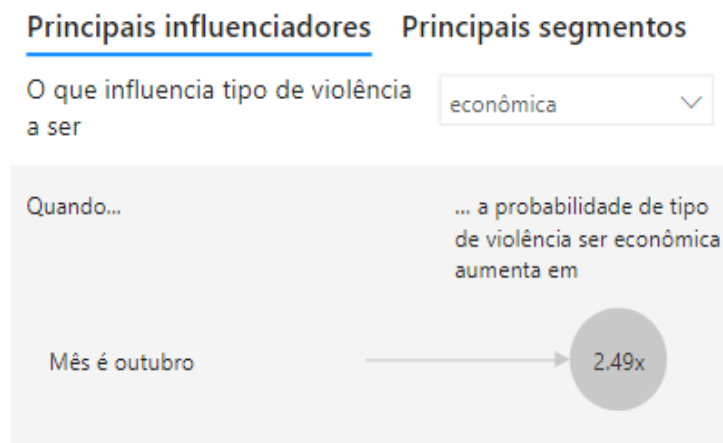 Principais influenciadores Principais segmentos
O que influencia tipo de violência
a ser
econômica
Quando...
... a probabilidade de tipo
de violência ser econômica
aumenta em
Mês é outubro
2.49x